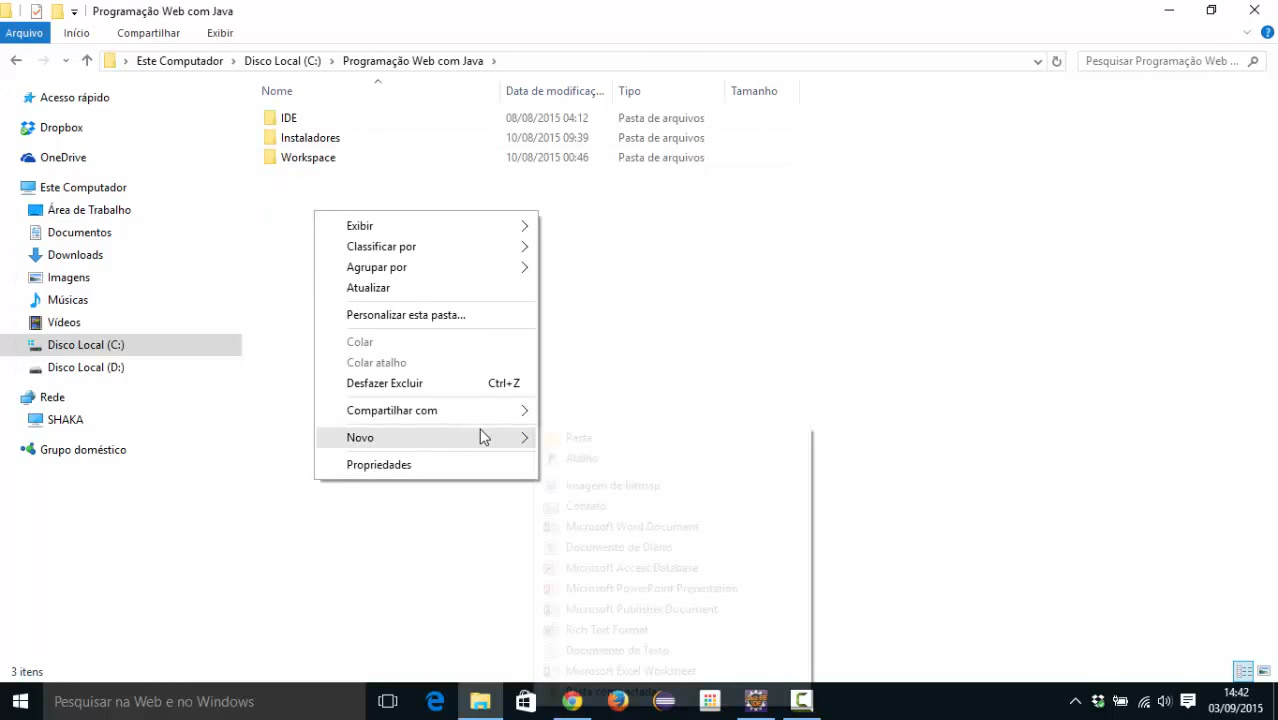 Programação Web com Java
Arquivo Início Compartilhar Exibir
Este Computador Disco Local (C:) Programação Web com Java
Pesquisar Programação Web ...
Nome Data de modificaç... Tipo Tamanho
IDE 08/08/2015 04:12 Pasta de arquivos
Instaladores 10/08/2015 09:39 Pasta de arquivos
Workspace 10/08/2015 00:46 Pasta de arquivos
Acesso rápido
Dropbox
OneDrive
Este Computador
Área de Trabalho
Documentos
Downloads
Imagens
Músicas
Vídeos
Disco Local (C:)
Disco Local (D:)
Rede
SHAKA
Grupo doméstico
Exibir
Classificar por
Agrupar por
Atualizar
Personalizar esta pasta...
Colar
Colar atalho
Desfazer Excluir Ctrl+Z
Compartilhar com
Novo
Propriedades
Pasta
Atalho
Imagem de bitmap
Contato
Microsoft Word Document
Documento de Diário
Microsoft Access Database
Microsoft PowerPoint Presentation
Microsoft Publisher Document
Rich Text Format
Documento de Texto
Microsoft Excel Worksheet
Pasta compactada
3 itens
Pesquisar na Web e no Windows
14:42
03/09/2015